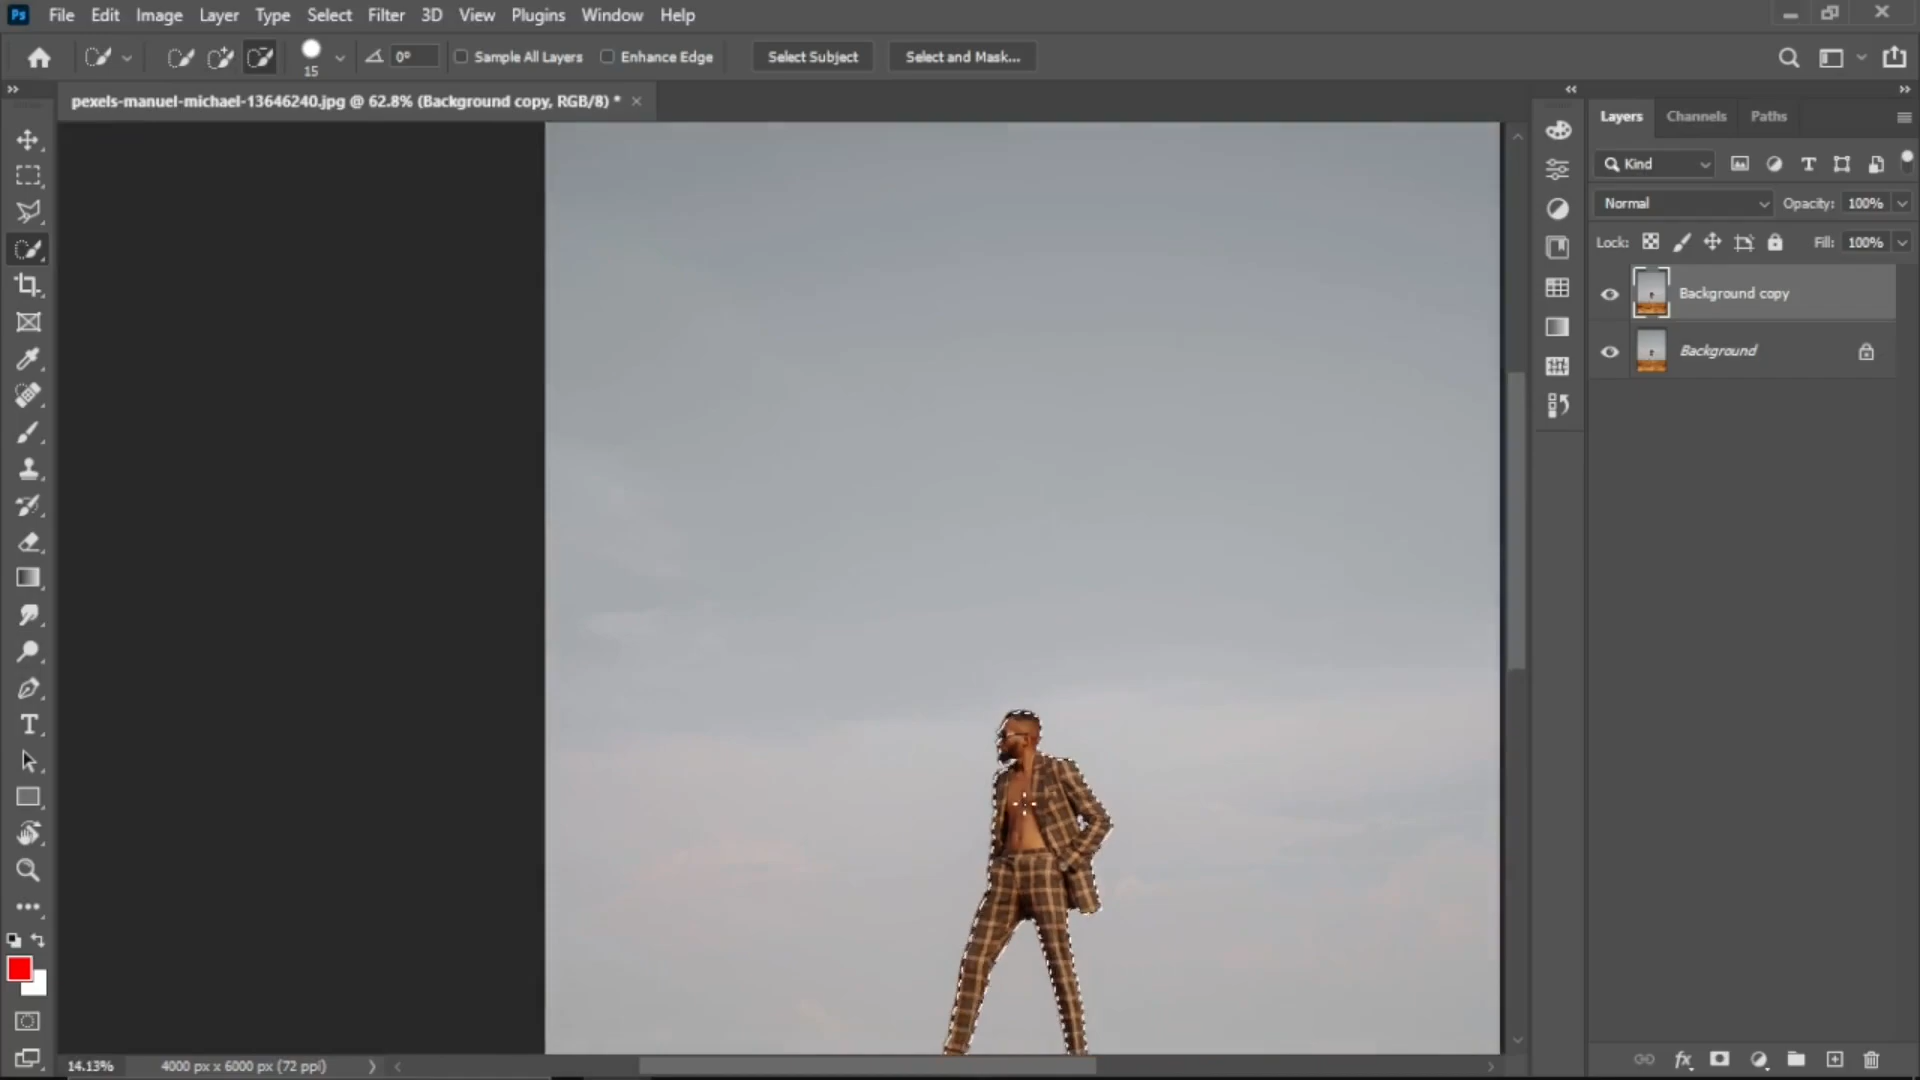 Ps File Edit Image Layer Type Select Filter 3D View Plugins Window Help
15 0° Sample All Layers Enhance Edge Select Subject Select and Mask...
pexels-manuel-michael-13646240.jpg @ 62.8% (Background copy, RGB/8) *
Layers Channels Paths
Kind
Normal Opacity: 100%
Lock: Fill: 100%
Background copy
Background
T
14.13% 4000 px x 6000 px (72 ppi)
fx